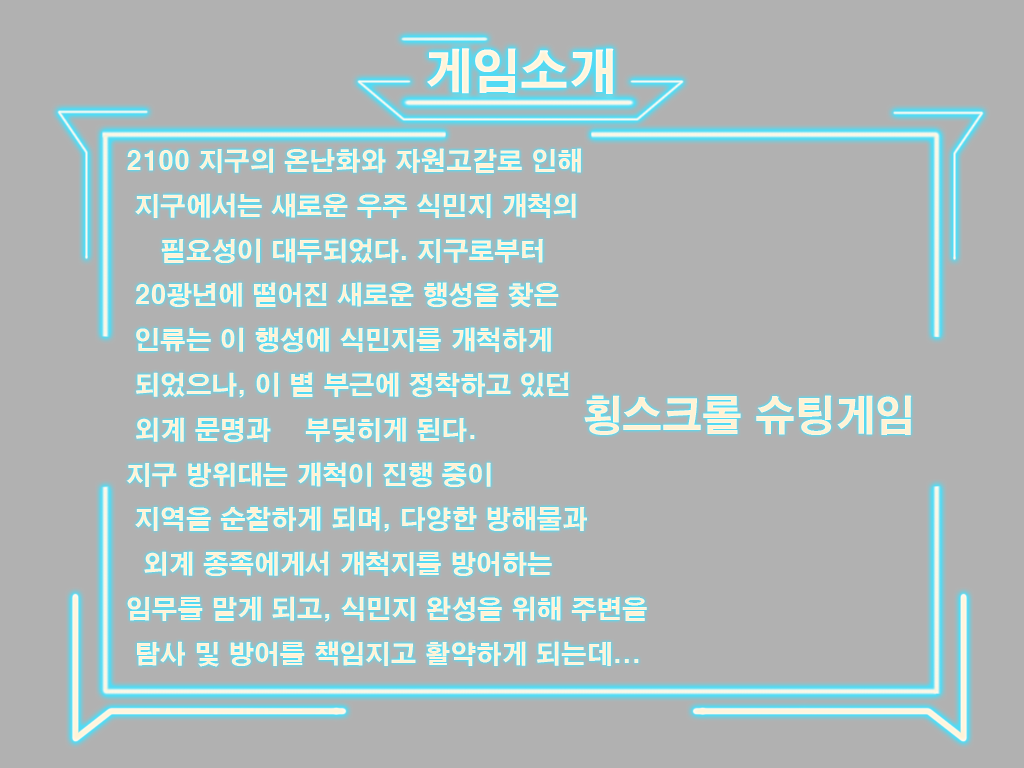 게임소개
2100 지구의 온난화와 자원고갈로 인해
지구에서는 새로운 우주 식민지 개척의
필요성이 대두되었다. 지구로부터
20광년에 떨어진 새로운 행성을 찾은
인류는 이 행성에 식민지를 개척하게
되었으나, 이 별 부근에 정착하고 있던
외계 문명과 부딪히게 된다.
지구 방위대는 개척이 진행 중이
지역을 순찰하게 되며, 다양한 방해물과
외계 종족에게서 개척지를 방어하는
임무를 맡게 되고, 식민지 완성을 위해 주변을
탐사 및 방어를 책임지고 활약하게 되는데...
횡스크롤 슈팅게임